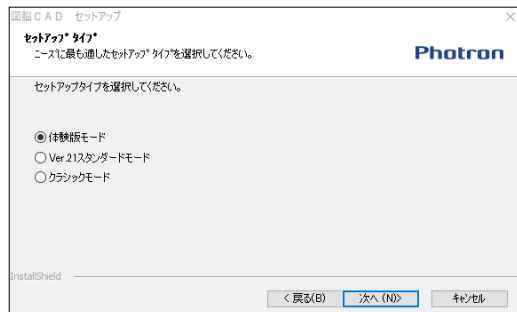 図脳CAD セットアップ
セットアップ タイプ
ニーズに最も適したセットアップ タイプを選択してください。
Photron
セットアップタイプを選択してください。
体験版モード
Ver.21スタンダードモード
クラシックモード
InstallShield
< 戻る(B)
次へ (N)>
キャンセル